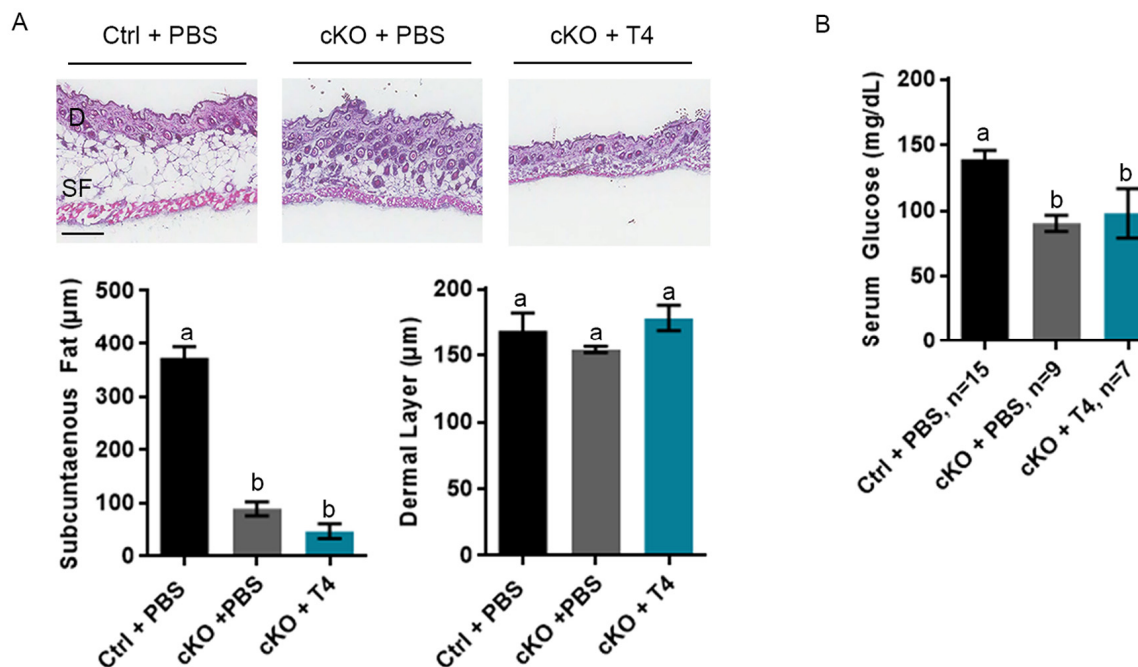 A
Ctrl + PBS
cKO + PBS
cKO + T4
D
SF
Subcuntaenous Fat (µm)
500
400
300
200
100
0
a
b
b
Ctrl + PBS
cKO +PBS
cKO + T4
Dermal Layer (µm)
200
150
100
50
0
a
a
a
Ctrl + PBS
cKO + PBS
cKO + T4
B
Serum Glucose (mg/dL)
200
150
100
50
0
a
b
b
Ctrl + PBS, n=15
cKO + PBS, n=9
cKO + T4, n=7